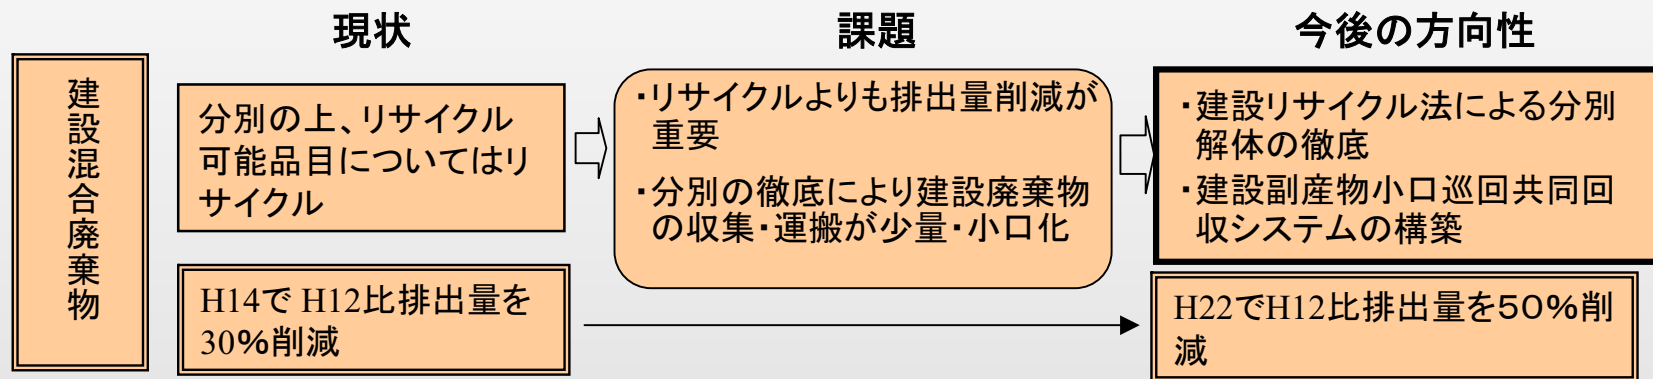 現状
課題
今後の方向性
建設混合廃棄物
分別の上、リサイクル
可能品目についてはリ
サイクル
・リサイクルよりも排出量削減が
重要
・分別の徹底により建設廃棄物
の収集・運搬が少量・小口化
・建設リサイクル法による分別
解体の徹底
・建設副産物小口巡回共同回
収システムの構築
H14で H12比排出量を
30%削減
H22でH12比排出量を50%削
減